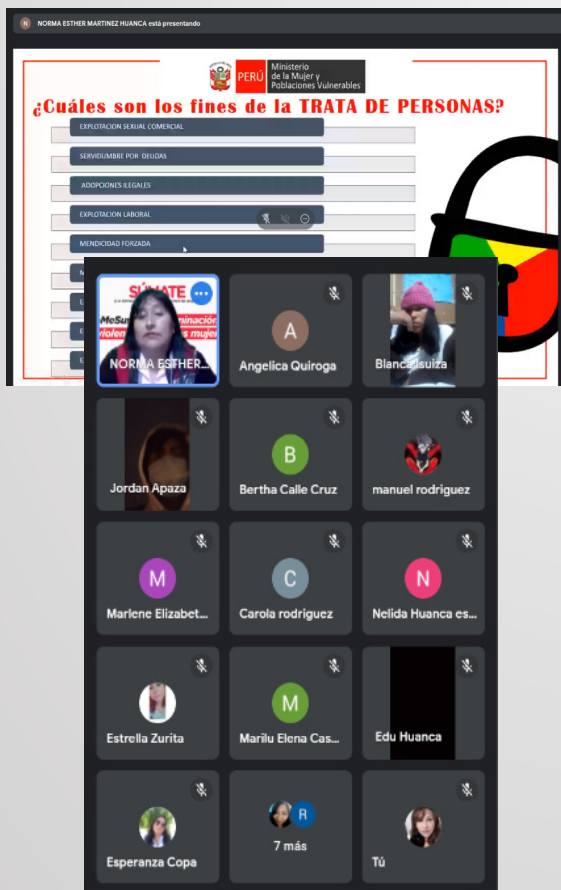 N
NORMA ESTHER MARTINEZ HUANCA está presentando
PERÚ
Ministerio
de la Mujer y
Poblaciones Vulnerables
¿Cuáles son los fines de la TRATA DE PERSONAS?
EXPLOTACION SEXUAL COMERCIAL
SERVIDUMBRE POR DEUDAS
ADOPCIONES ILEGALES
EXPLOTACIÓN LABORAL
MENDICIDAD FORZADA
NORMA ESTHER...
A
Angelica Quiroga
Blanca Isuiza
Jordan Apaza
B
Bertha Calle Cruz
manuel rodriguez
M
Marlene Elizabet...
C
Carola rodriguez
N
Nelida Huanca es...
Estrella Zurita
M
Marilu Elena Cas...
Edu Huanca
Esperanza Copa
R
7 más
Tú